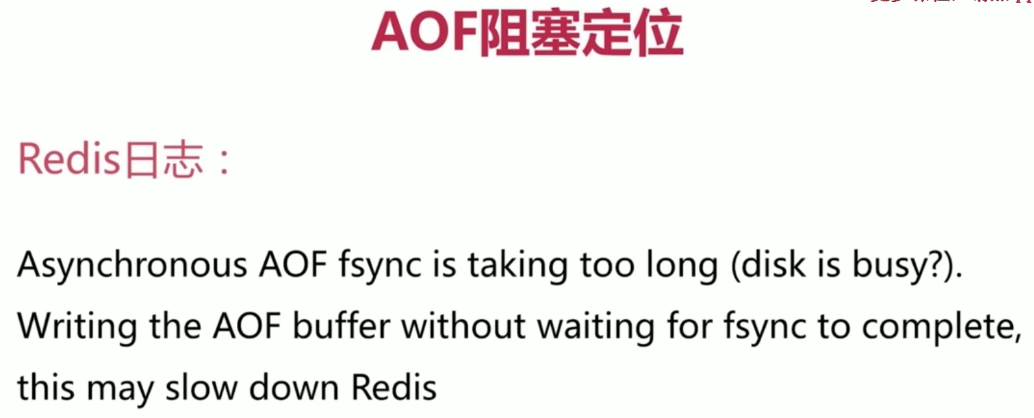 AOF阻塞定位
Redis日志：
Asynchronous AOF fsync is taking too long (disk is busy?).
Writing the AOF buffer without waiting for fsync to complete,
this may slow down Redis